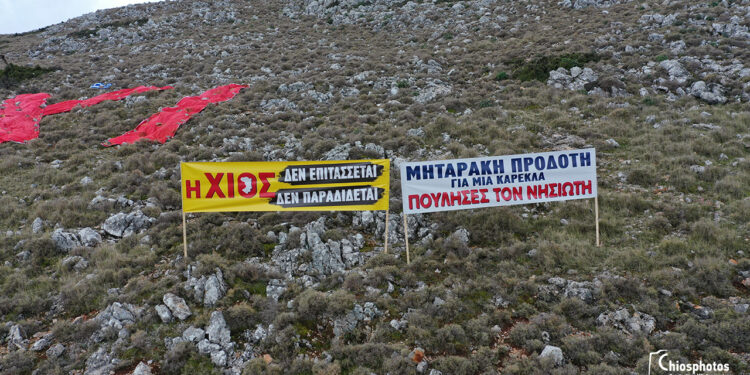 Η ΧΙΟΣ
ΔΕΝ ΕΠΙΤΑΣΣΕΤΑΙ
ΔΕΝ ΠΑΡΑΔΙΔΕΤΑΙ
ΜΗΤΑΡΑΚΗ ΠΡΟΔΟΤΗ
ΓΙΑ ΜΙΑ ΚΑΡΕΚΛΑ
ΠΟΥΛΗΣΕΣ ΤΟΝ ΝΗΣΙΩΤΗ
Chiosphotos